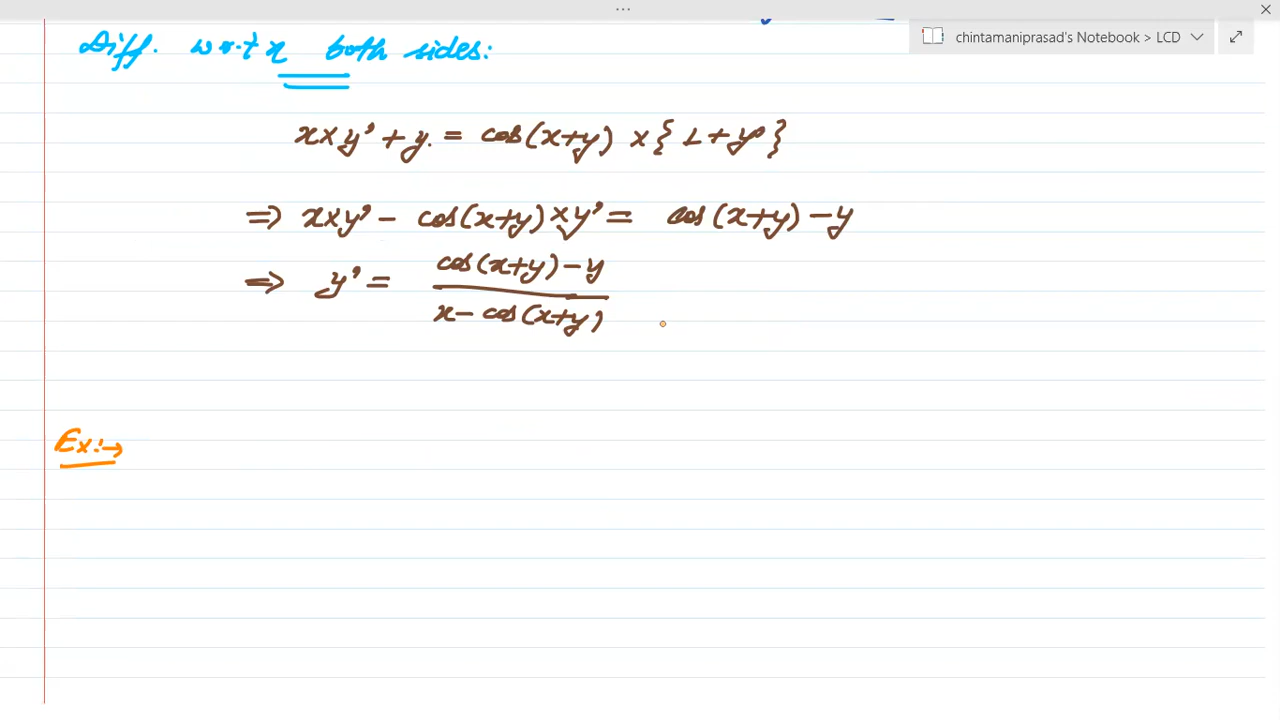 ...
chintamaniprasad's Notebook > LCD
Diff. w.r.t x both sides:
x×y'+y. = cos(x+y) ×{1+y'}
=> x×y' - cos(x+y)×y' = cos(x+y)-y
=> y' = cos(x+y)-y
x-cos(x+y)
Ex:→